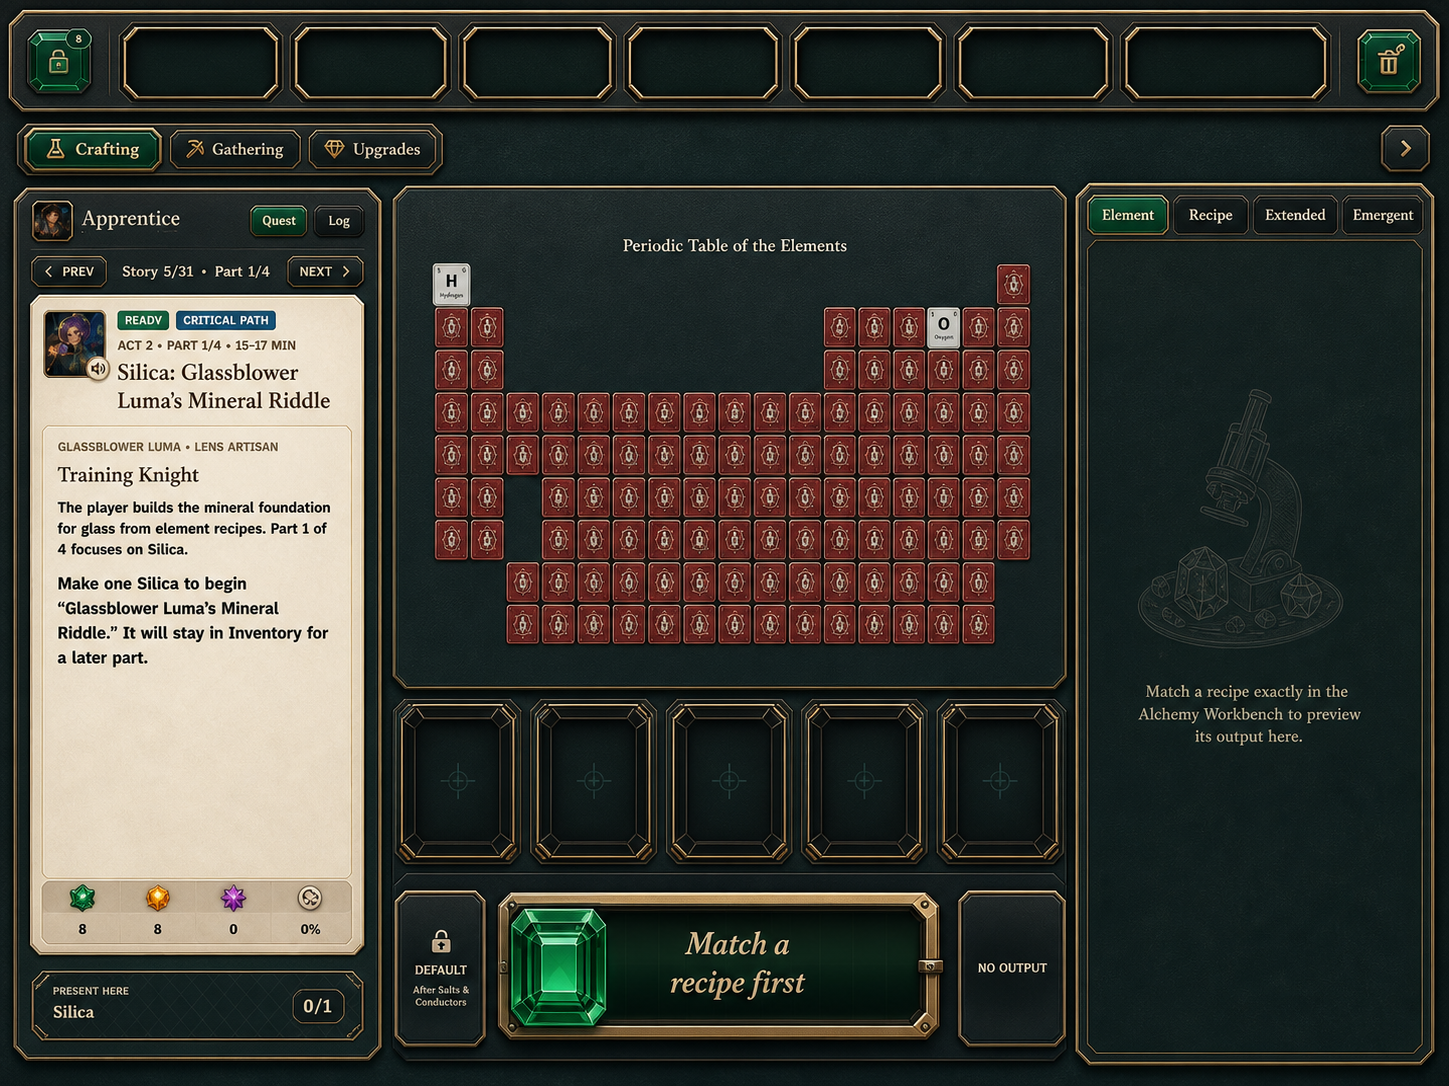 8
Crafting
Gathering
Upgrades
Apprentice
Quest
Log
PREV
Story 5/31 • Part 1/4
NEXT
READY
CRITICAL PATH
ACT 2 • PART 1/4 • 15–17 MIN
Silica: Glassblower
Luma’s Mineral Riddle
GLASSBLOWER LUMA • LENS ARTISAN
Training Knight
The player builds the mineral foundation
for glass from element recipes. Part 1 of
4 focuses on Silica.
Make one Silica to begin
“Glassblower Luma’s Mineral
Riddle.” It will stay in Inventory for
a later part.
8
8
0
0%
PRESENT HERE
Silica
0/1
Periodic Table of the Elements
H
Hydrogen
O
Oxygen
DEFAULT
After Salts &
Conductors
Match a
recipe first
NO OUTPUT
Element
Recipe
Extended
Emergent
Match a recipe exactly in the
Alchemy Workbench to preview
its output here.